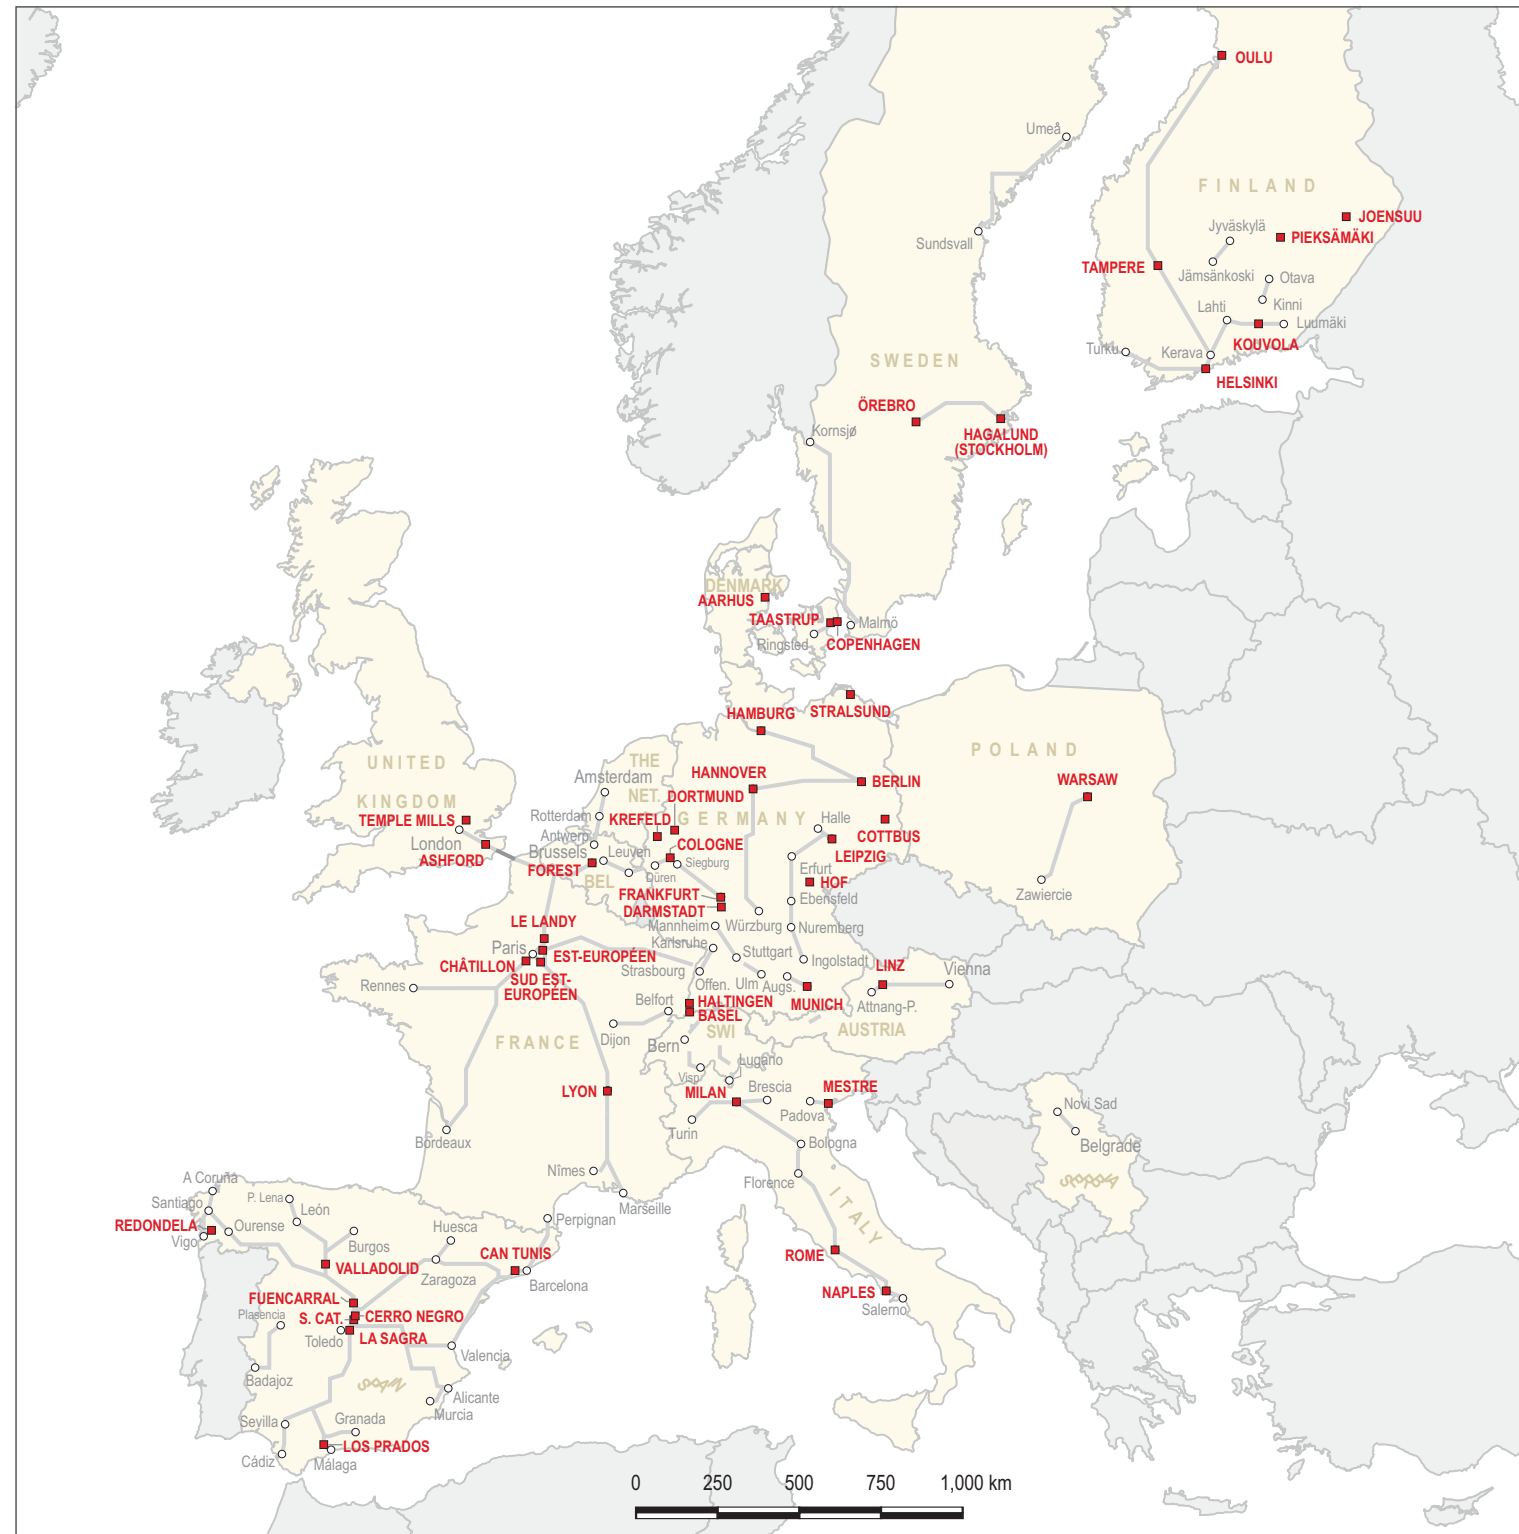 OULU
Umeå
FINLAND
JOENSUU
Jyväskylä
PIEKSÄMÄKI
Sundsvall
TAMPERE
Jämsänkoski
Otava
Lahti
Kinni
Luumäki
KOUVOLA
Turku
Kerava
HELSINKI
SWEDEN
ÖREBRO
Kornsjø
HAGALUND
(STOCKHOLM)
DENMARK
AARHUS
TAASTRUP
Malmö
Ringsted
COPENHAGEN
STRALSUND
HAMBURG
POLAND
UNITED
KINGDOM
THE
NET.
Amsterdam
HANNOVER
BERLIN
WARSAW
DORTMUND
Rotterdam
KREFELD
GERMANY
TEMPLE MILLS
Halle
COTTBUS
London
Antwerp
COLOGNE
LEIPZIG
ASHFORD
Brussels
Leuven
Siegburg
FOREST
Düren
Erfurt
BEL
HOF
Zawiercie
FRANKFURT
Ebensfeld
DARMSTADT
LE LANDY
Mannheim
Würzburg
Nuremberg
Paris
Karlsruhe
EST-EUROPÉEN
Stuttgart
CHÂTILLON
Strasbourg
Ingolstadt
LINZ
Vienna
SUD EST-
EUROPÉEN
Rennes
Offen.
Ulm
Augs.
MUNICH
Attnang-P.
Belfort
HALTINGEN
BASEL
SWI
AUSTRIA
FRANCE
Dijon
Bern
Lugano
Visp
LYON
MILAN
Brescia
MESTRE
Padova
Novi Sad
Turin
Bordeaux
Bologna
Belgrade
Nîmes
Florence
ITALY
A Coruña
P. Lena
Santiago
León
Marseille
REDONDELA
Ourense
Huesca
Perpignan
Vigo
Burgos
CAN TUNIS
ROME
VALLADOLID
Zaragoza
Barcelona
FUENCARRAL
NAPLES
Salerno
Plasencia
CERRO NEGRO
S. CAT.
Toledo
LA SAGRA
Valencia
Badajoz
SPAIN
Alicante
Murcia
Sevilla
Granada
LOS PRADOS
Cádiz
Málaga
0 250 500 750 1,000 km